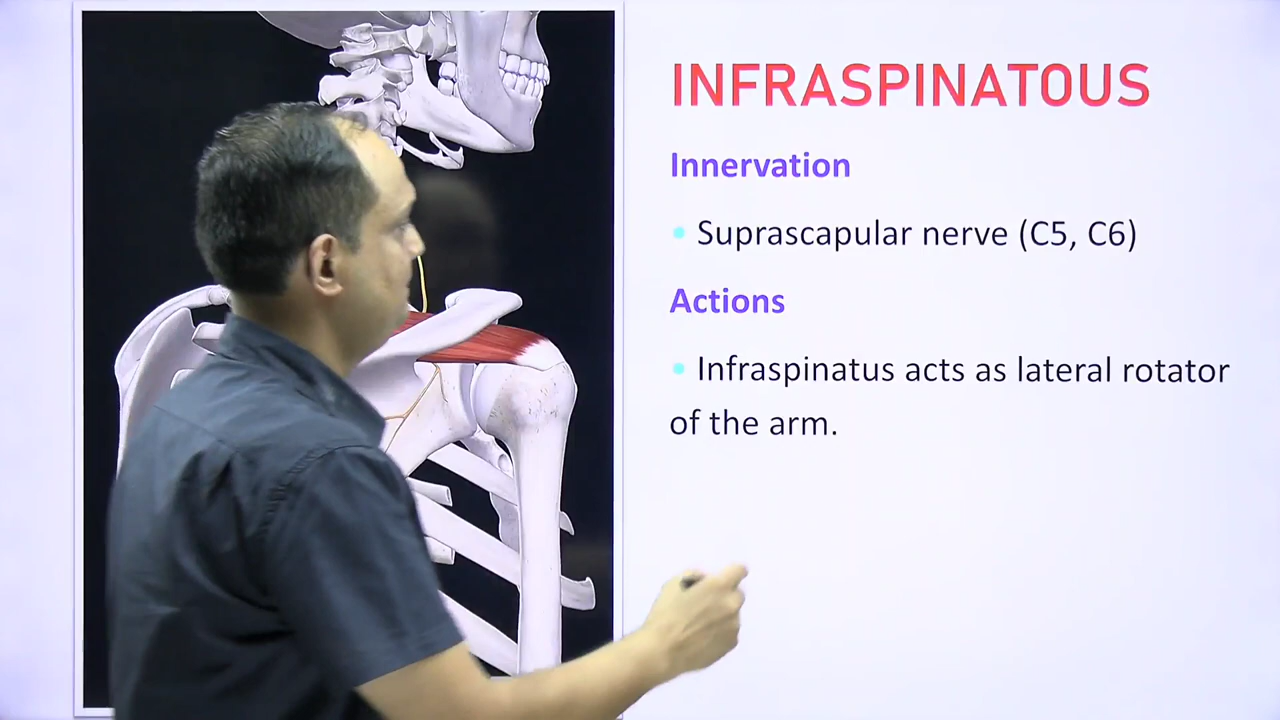 INFRASPINATOUS
Innervation
• Suprascapular nerve (C5, C6)
Actions
• Infraspinatus acts as lateral rotator
of the arm.